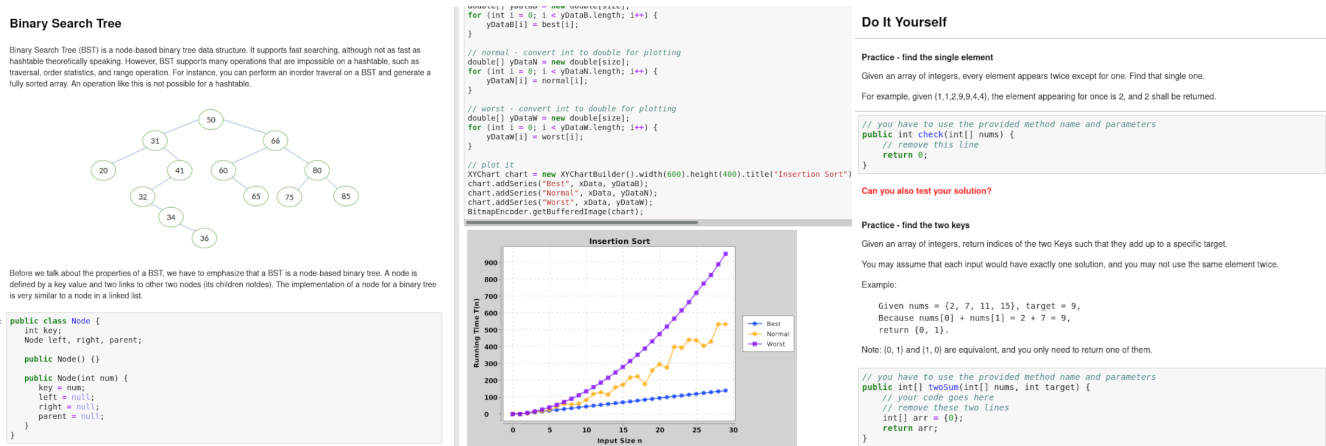 Binary Search Tree
Binary Search Tree (BST) is a node-based binary tree data structure. It supports fast searching, although not as fast as
hashtable theoretically speaking. However, BST supports many operations that are impossible on a hashtable, such as
traversal, order statistics, and range operation. For instance, you can perform an inorder traveral on a BST and generate a
fully sorted array. An operation like this is not possible for a hashtable.
50
31 66
20 41 60 80
32 65 75 85
34
36
Before we talk about the properties of a BST, we have to emphasize that a BST is a node-based binary tree. A node is
defined by a key value and two links to other two nodes (its children notdes). The implementation of a node for a binary tree
is very similar to a node in a linked list.
public class Node {
int key;
Node left, right, parent;
public Node() {}
public Node(int num) {
key = num;
left = null;
right = null;
parent = null;
}
}
double[] yDataB = new double[size];
for (int i = 0; i < yDataB.length; i++) {
yDataB[i] = best[i];
}
// normal - convert int to double for plotting
double[] yDataN = new double[size];
for (int i = 0; i < yDataN.length; i++) {
yDataN[i] = normal[i];
}
// worst - convert int to double for plotting
double[] yDataW = new double[size];
for (int i = 0; i < yDataW.length; i++) {
yDataW[i] = worst[i];
}
// plot it
XYChart chart = new XYChartBuilder().width(600).height(400).title("Insertion Sort")
chart.addSeries("Best", xData, yDataB);
chart.addSeries("Normal", xData, yDataN);
chart.addSeries("Worst", xData, yDataW);
BitmapEncoder.getBufferedImage(chart);
Insertion Sort
Running Time T(n)
900
800
700
600
500
400
300
200
100
0
0 5 10 15 20 25 30
Input Size n
Best
Normal
Worst
Do It Yourself
Practice - find the single element
Given an array of integers, every element appears twice except for one. Find that single one.
For example, given {1,1,2,9,9,4,4}, the element appearing for once is 2, and 2 shall be returned.
// you have to use the provided method name and parameters
public int check(int[] nums) {
// remove this line
return 0;
}
Can you also test your solution?
Practice - find the two keys
Given an array of integers, return indices of the two Keys such that they add up to a specific target.
You may assume that each input would have exactly one solution, and you may not use the same element twice.
Example:
Given nums = {2, 7, 11, 15}, target = 9,
Because nums[0] + nums[1] = 2 + 7 = 9,
return {0, 1}.
Note: {0, 1} and {1, 0} are equivalent, and you only need to return one of them.
// you have to use the provided method name and parameters
public int[] twoSum(int[] nums, int target) {
// your code goes here
// remove these two lines
int[] arr = {0};
return arr;
}